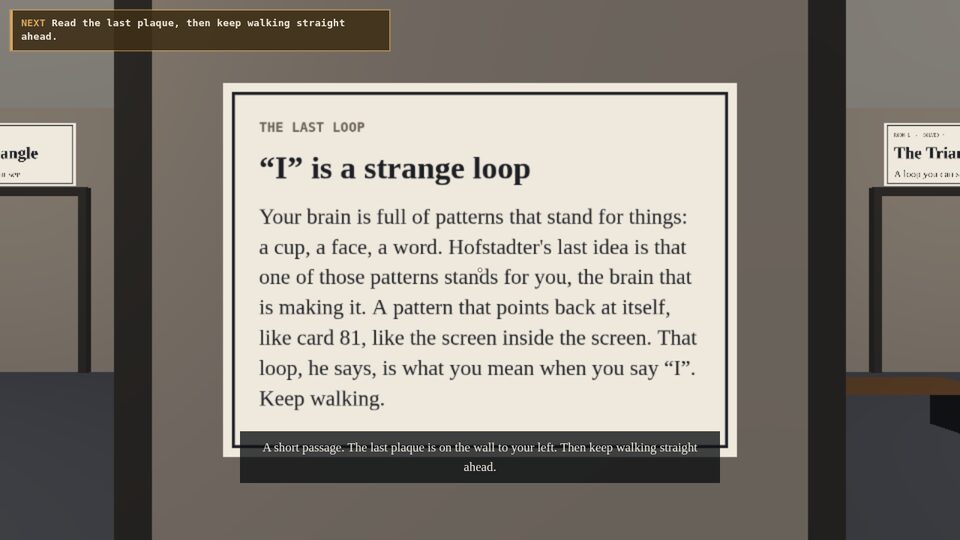 NEXT Read the last plaque, then keep walking straight
ahead.
THE LAST LOOP
“I” is a strange loop
Your brain is full of patterns that stand for things:
a cup, a face, a word. Hofstadter's last idea is that
one of those patterns stands for you, the brain that
is making it. A pattern that points back at itself,
like card 81, like the screen inside the screen. That
loop, he says, is what you mean when you say “I”.
Keep walking.
A short passage. The last plaque is on the wall to your left. Then keep walking straight
ahead.
angle
The Trian
A loop you can s